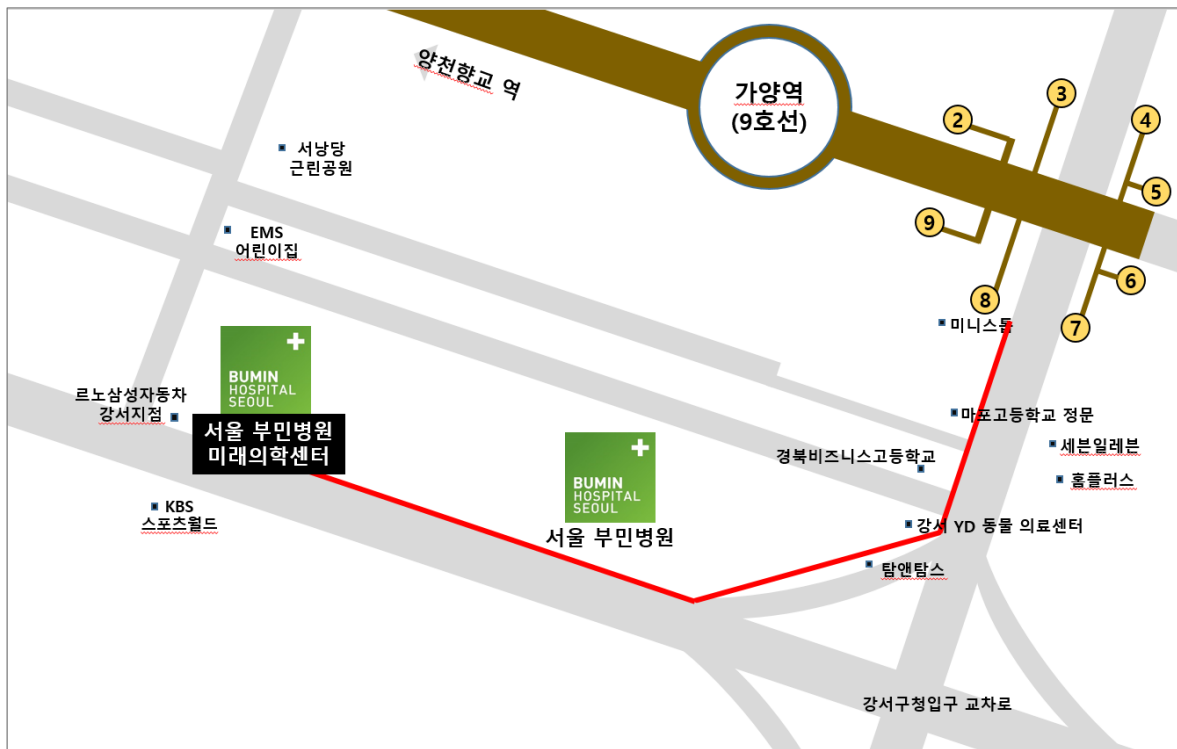 양천향교 역
가양역
(9호선)
2
3
4
5
9
6
8
7
서낭당
근린공원
EMS
어린이집
미니스톱
BUMIN
HOSPITAL
SEOUL
르노삼성자동차
강서지점
서울 부민병원
미래의학센터
마포고등학교 정문
세븐일레븐
BUMIN
HOSPITAL
SEOUL
경북비즈니스고등학교
홈플러스
KBS
스포츠월드
서울 부민병원
강서 YD 동물 의료센터
탐앤탐스
강서구청입구 교차로